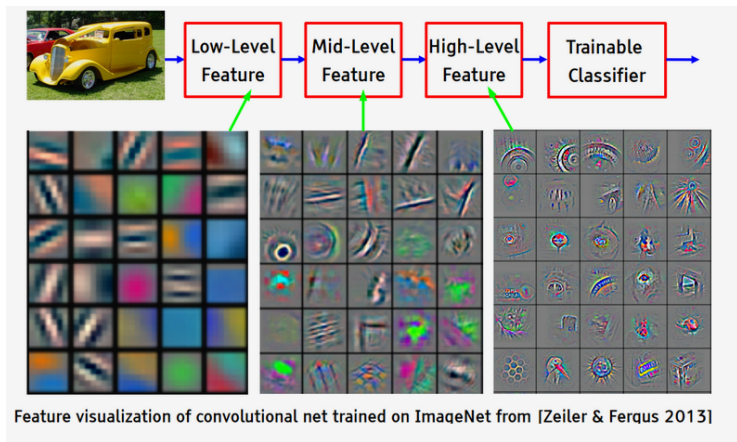 Low-Level
Feature
Mid-Level
Feature
High-Level
Feature
Trainable
Classifier
Feature visualization of convolutional net trained on ImageNet from [Zeiler & Fergus 2013]